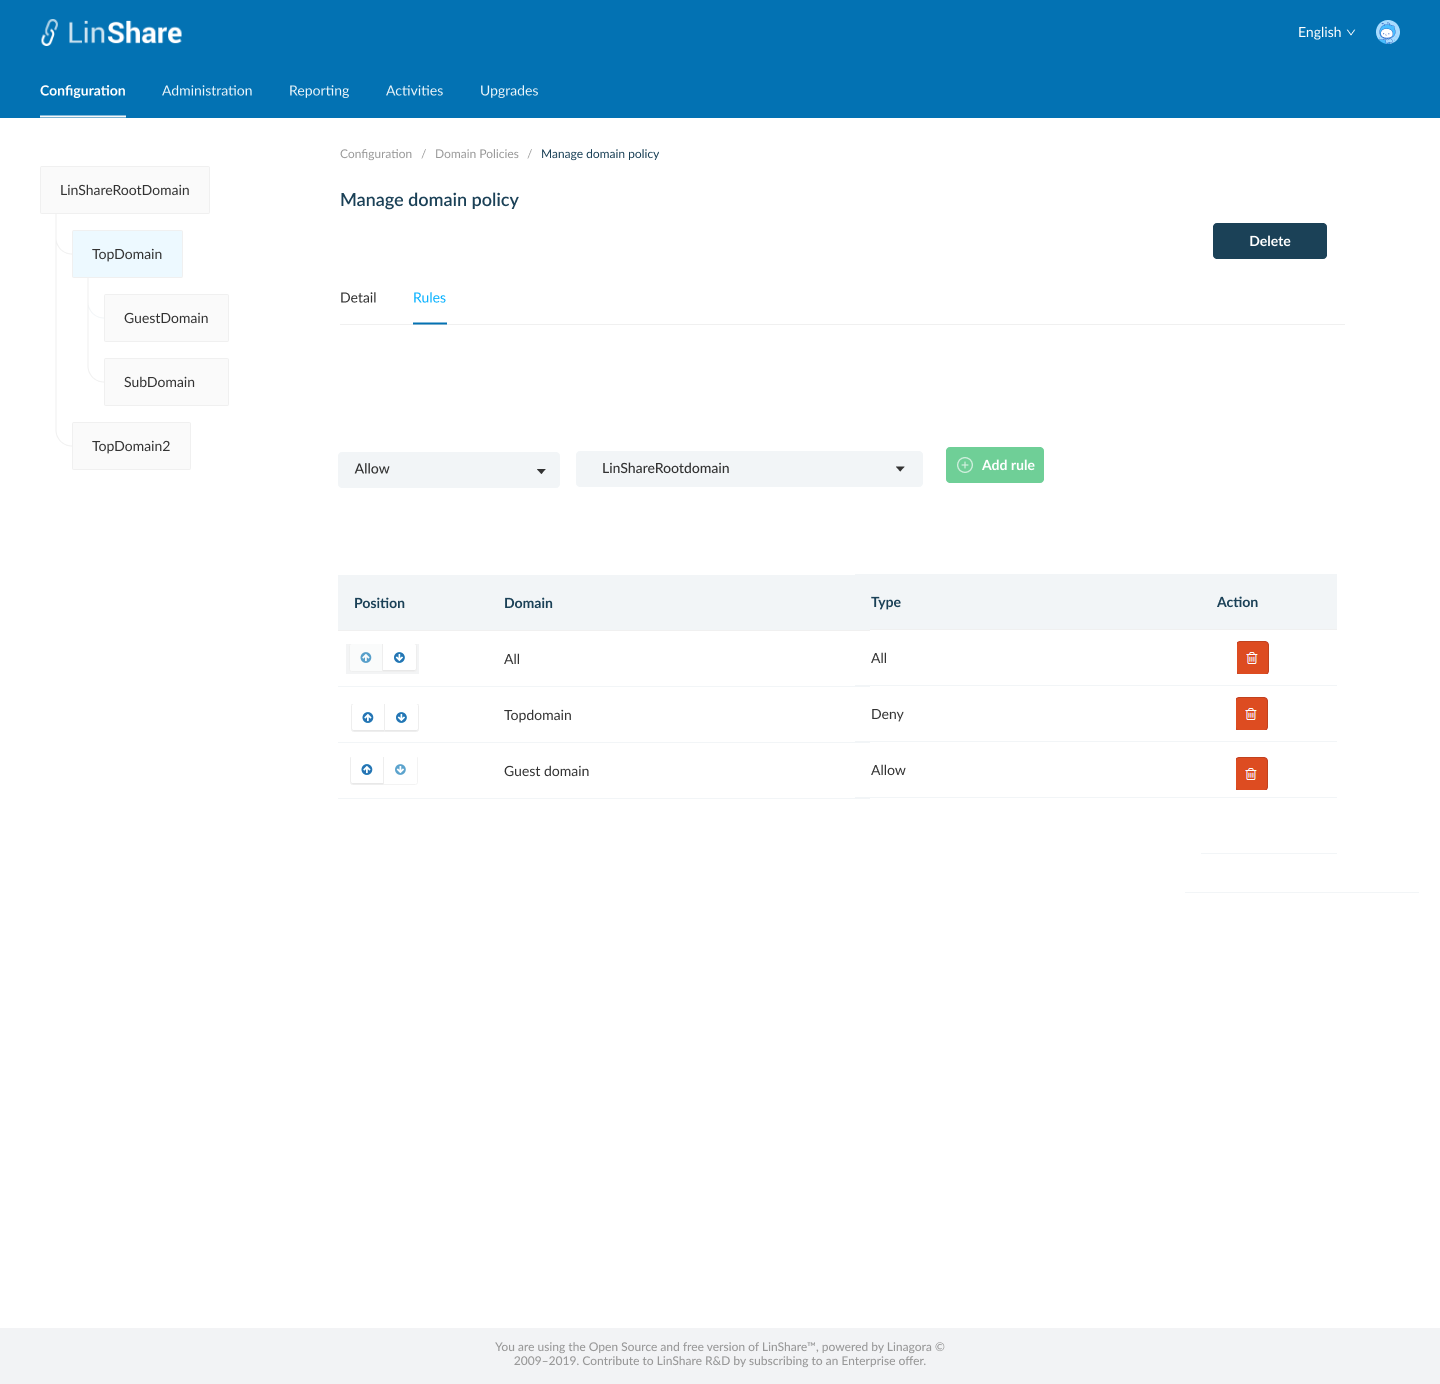 LinShare
English
Configuration Administration Reporting Activities Upgrades
Configuration / Domain Policies / Manage domain policy
LinShareRootDomain
TopDomain
GuestDomain
SubDomain
TopDomain2
Manage domain policy
Delete
Detail Rules
Allow LinShareRootdomain Add rule
Position Domain Type Action
All All
Topdomain Deny
Guest domain Allow
You are using the Open Source and free version of LinShare™, powered by Linagora ©
2009–2019. Contribute to LinShare R&D by subscribing to an Enterprise offer.